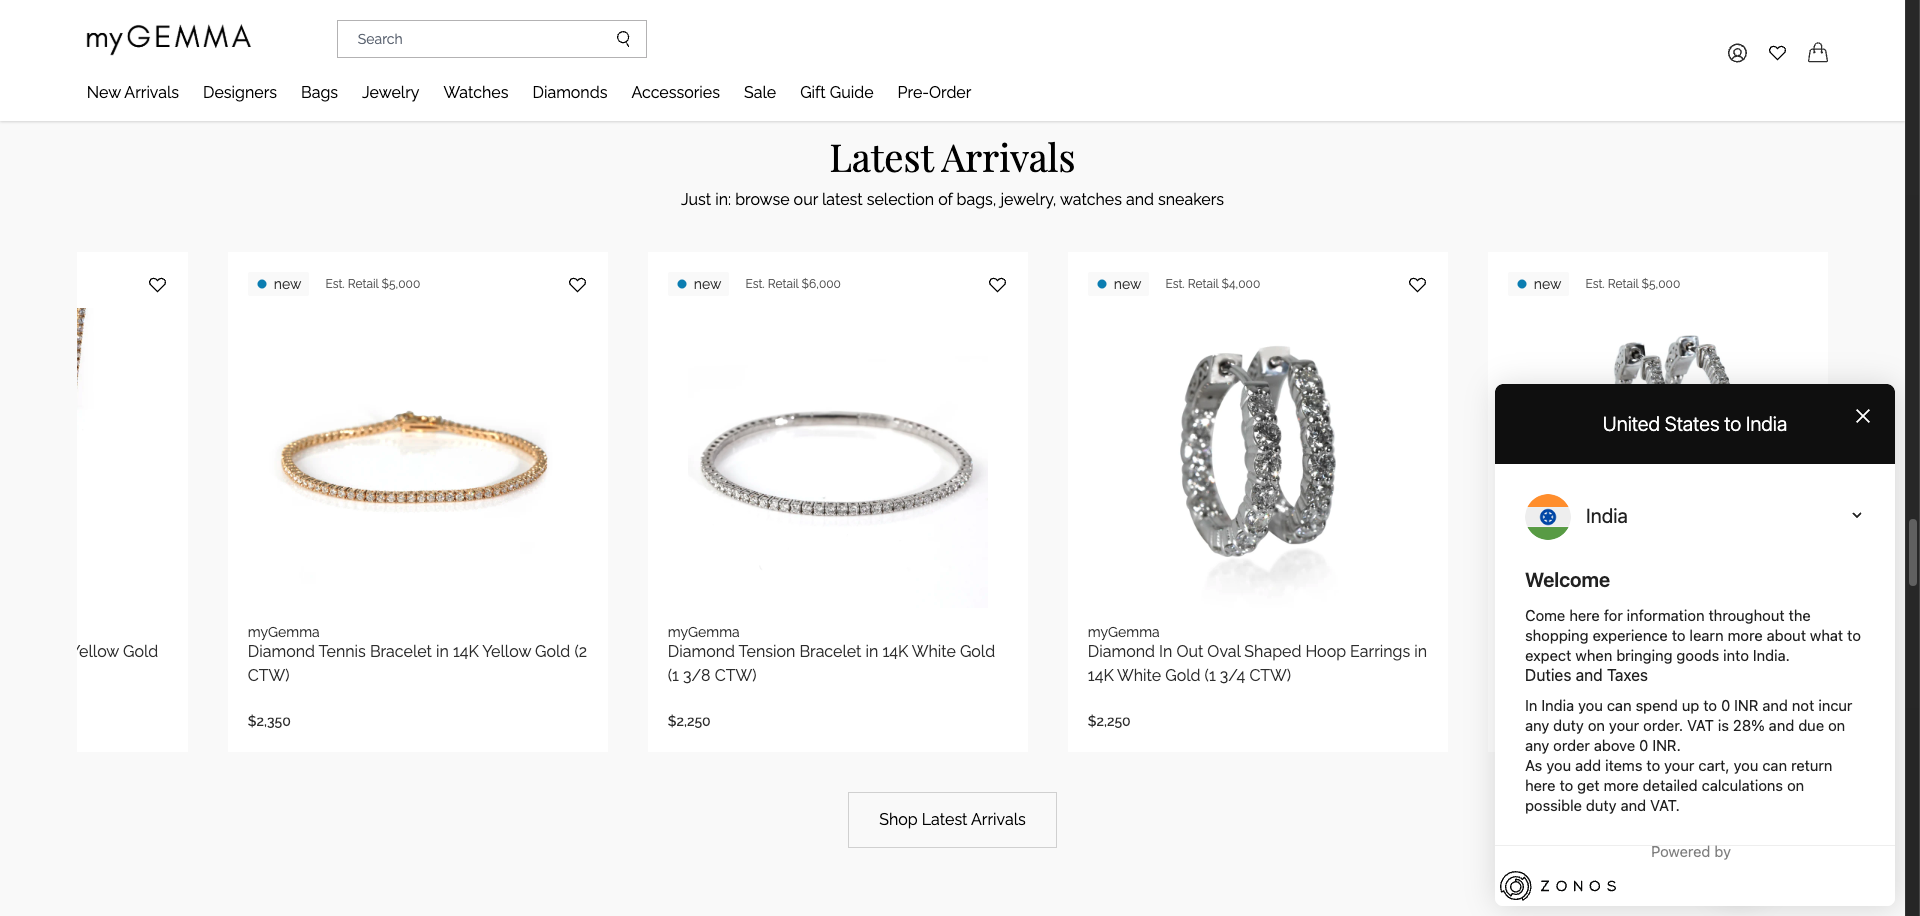 myGEMMA
Search
New Arrivals
Designers
Bags
Jewelry
Watches
Diamonds
Accessories
Sale
Gift Guide
Pre-Order
Latest Arrivals
Just in: browse our latest selection of bags, jewelry, watches and sneakers
Yellow Gold
new
Est. Retail $5,000
myGemma
Diamond Tennis Bracelet in 14K Yellow Gold (2
CTW)
$2,350
new
Est. Retail $6,000
myGemma
Diamond Tension Bracelet in 14K White Gold
(1 3/8 CTW)
$2,250
new
Est. Retail $4,000
myGemma
Diamond In Out Oval Shaped Hoop Earrings in
14K White Gold (1 3/4 CTW)
$2,250
new
Est. Retail $5,000
Shop Latest Arrivals
United States to India
India
Welcome
Come here for information throughout the
shopping experience to learn more about what to
expect when bringing goods into India.
Duties and Taxes
In India you can spend up to 0 INR and not incur
any duty on your order. VAT is 28% and due on
any order above 0 INR.
As you add items to your cart, you can return
here to get more detailed calculations on
possible duty and VAT.
Powered by
ZONOS